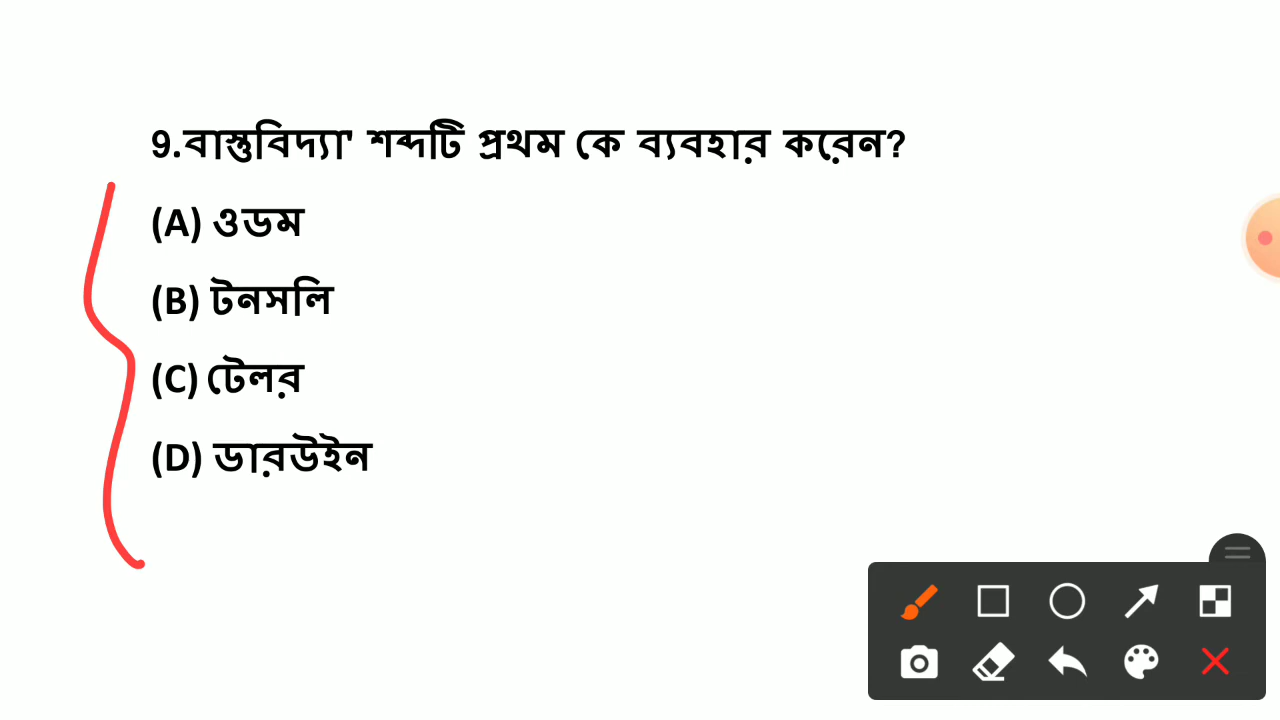 9.বাস্তুবিদ্যা' শব্দটি প্রথম কে ব্যবহার করেন?
(A) ওডম
(B) টনসলি
(C) টেলর
(D) ডারউইন